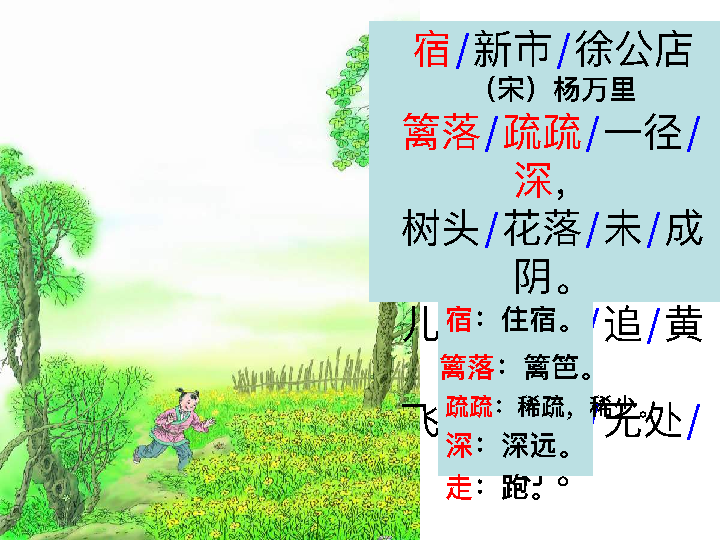 宿/新市/徐公店
（宋）杨万里
篱落/疏疏/一径/
深，
树头/花落/未/成
阴。
儿/追/黄
飞无处/
。
宿：住宿。
篱落：篱笆。
疏疏：稀疏，稀少。
深：深远。
走：跑。